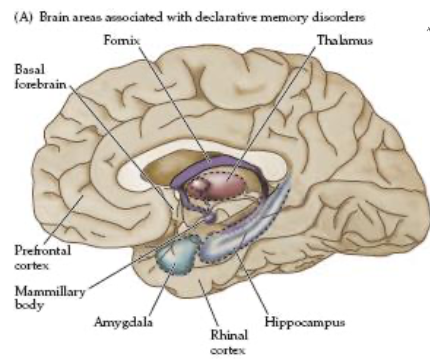 (A) Brain areas associated with declarative memory disorders
Fornix
Thalamus
Basal
forebrain
Prefrontal
cortex
Mammillary
body
Amygdala
Rhinal
cortex
Hippocampus